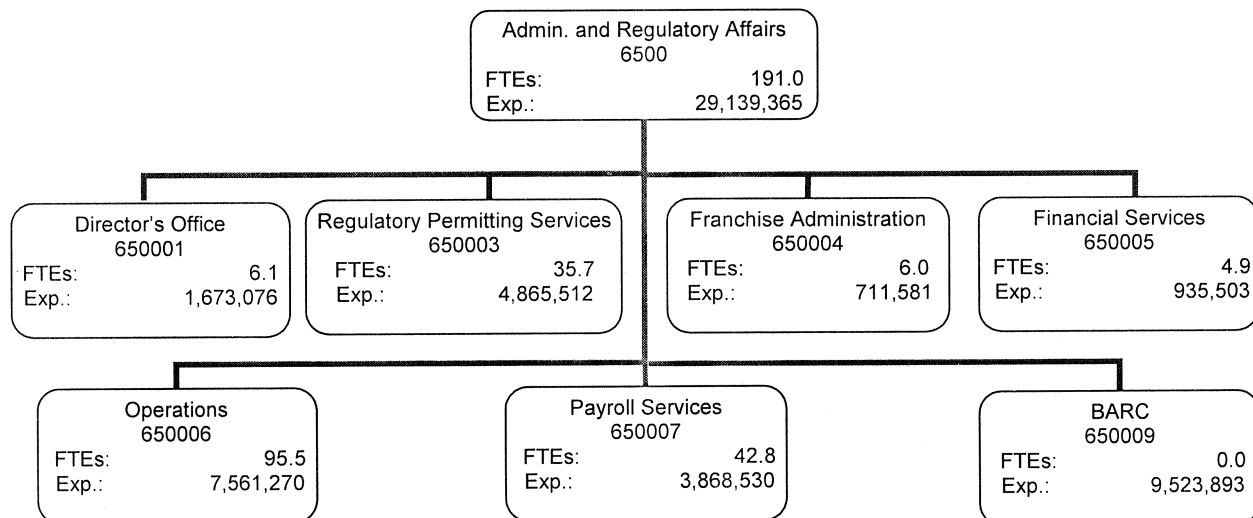 Admin. and Regulatory Affairs
6500
FTEs: 191.0
Exp.: 29,139,365
Director's Office
650001
FTEs: 6.1
Exp.: 1,673,076
Regulatory Permitting Services
650003
FTEs: 35.7
Exp.: 4,865,512
Franchise Administration
650004
FTEs: 6.0
Exp.: 711,581
Financial Services
650005
FTEs: 4.9
Exp.: 935,503
Operations
650006
FTEs: 95.5
Exp.: 7,561,270
Payroll Services
650007
FTEs: 42.8
Exp.: 3,868,530
BARC
650009
FTEs: 0.0
Exp.: 9,523,893